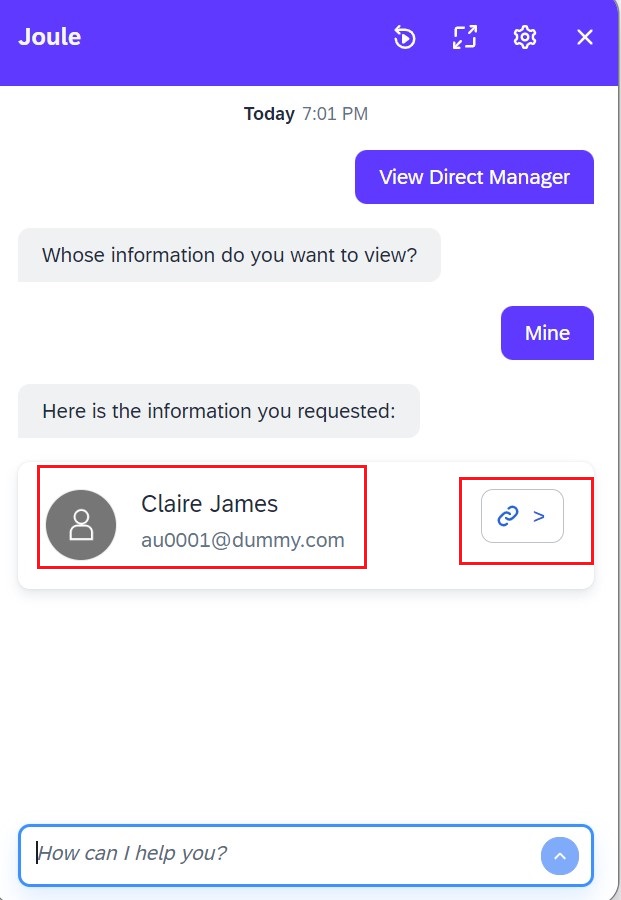 Joule
Today 7:01 PM
View Direct Manager
Whose information do you want to view?
Mine
Here is the information you requested:
Claire James
au0001@dummy.com
>
How can I help you?